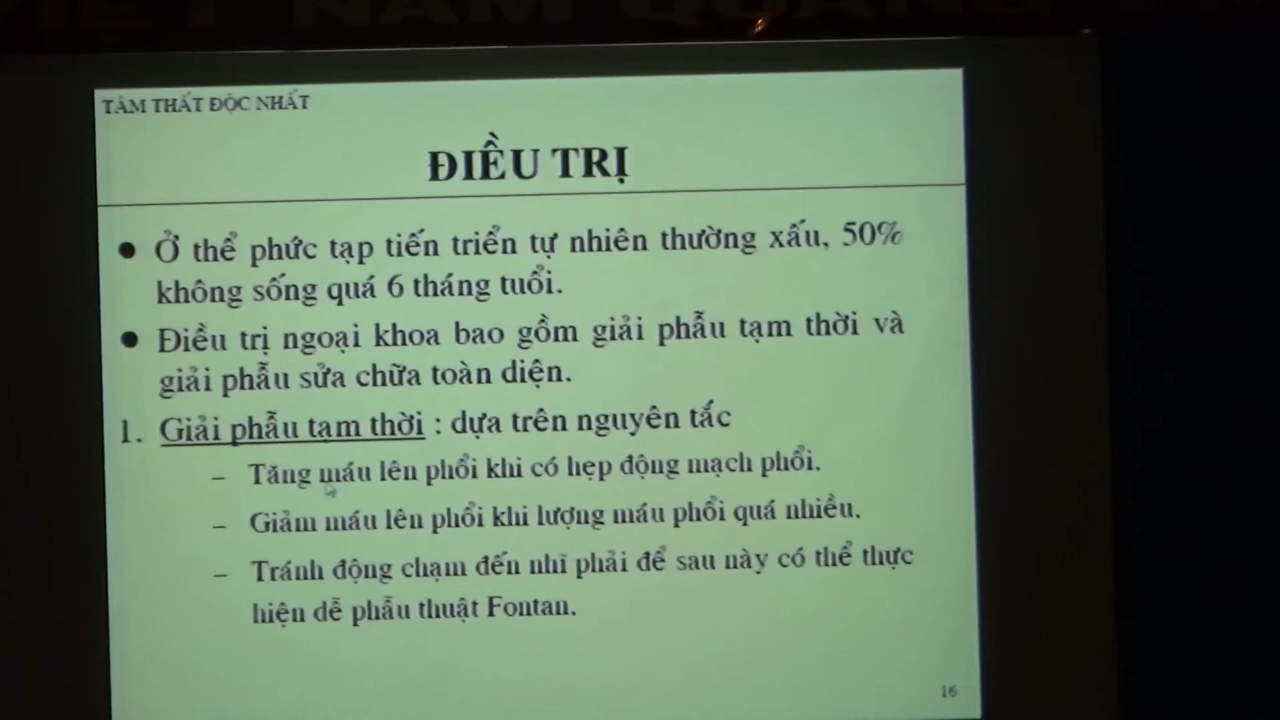 VIỆT NAM QUANG
TÂM THẤT ĐỘC NHẤT
ĐIỀU TRỊ
● Ở thể phức tạp tiến triển tự nhiên thường xấu, 50%
không sống quá 6 tháng tuổi.
● Điều trị ngoại khoa bao gồm giải phẫu tạm thời và
giải phẫu sửa chữa toàn diện.
1. Giải phẫu tạm thời : dựa trên nguyên tắc
– Tăng máu lên phổi khi có hẹp động mạch phổi.
– Giảm máu lên phổi khi lượng máu phổi quá nhiều.
– Tránh động chạm đến nhĩ phải để sau này có thể thực
hiện dễ phẫu thuật Fontan.
16